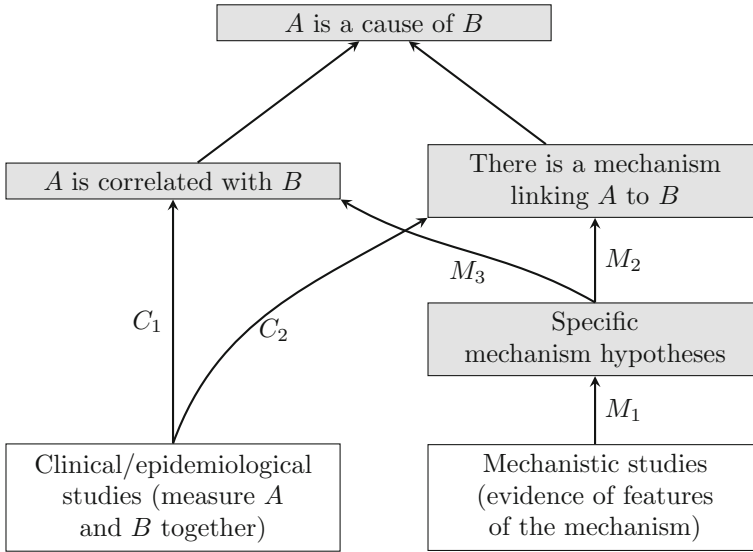 A is a cause of B
A is correlated with B
There is a mechanism
linking A to B
M3
M2
C1
C2
Specific
mechanism hypotheses
M1
Clinical/epidemiological
studies (measure A
and B together)
Mechanistic studies
(evidence of features
of the mechanism)